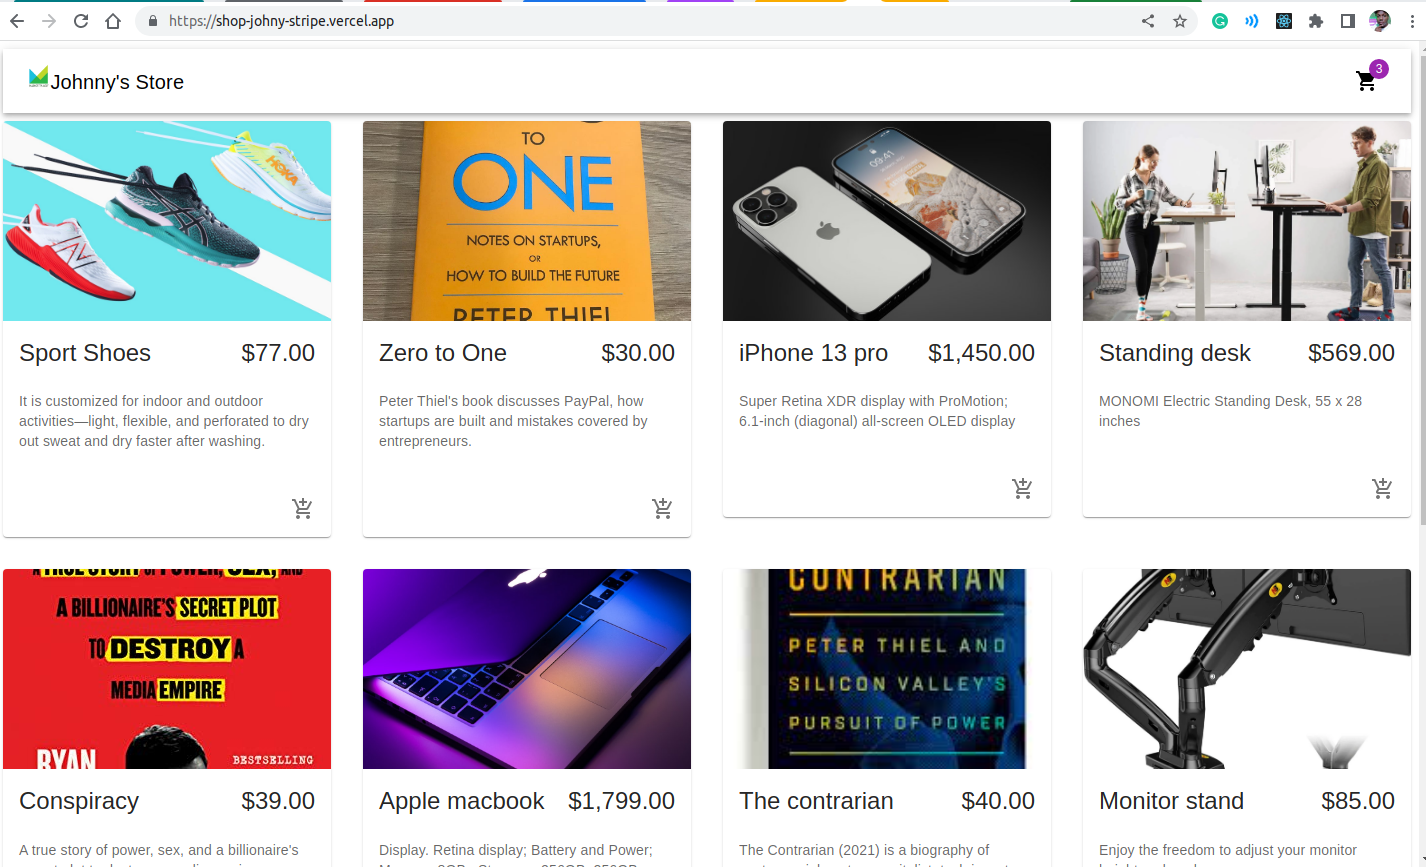 https://shop-johny-stripe.vercel.app
Johnny's Store
3
HOKA
TO
ONE
NOTES ON STARTUPS,
OR
HOW TO BUILD THE FUTURE
PETER THIEL
09:41
Sport Shoes $77.00
It is customized for indoor and outdoor
activities—light, flexible, and perforated to dry
out sweat and dry faster after washing.
Zero to One $30.00
Peter Thiel's book discusses PayPal, how
startups are built and mistakes covered by
entrepreneurs.
iPhone 13 pro $1,450.00
Super Retina XDR display with ProMotion;
6.1-inch (diagonal) all-screen OLED display
Standing desk $569.00
MONOMI Electric Standing Desk, 55 x 28
inches
A TRUE STORY OF POWER, SEX, AND
A BILLIONAIRE'S SECRET PLOT
TO DESTROY A
MEDIA EMPIRE
RYAN
BESTSELLING
CONTRARIAN
PETER THIEL AND
SILICON VALLEY'S
PURSUIT OF POWER
Conspiracy $39.00
A true story of power, sex, and a billionaire's
Apple macbook $1,799.00
Display. Retina display; Battery and Power;
The contrarian $40.00
The Contrarian (2021) is a biography of
Monitor stand $85.00
Enjoy the freedom to adjust your monitor